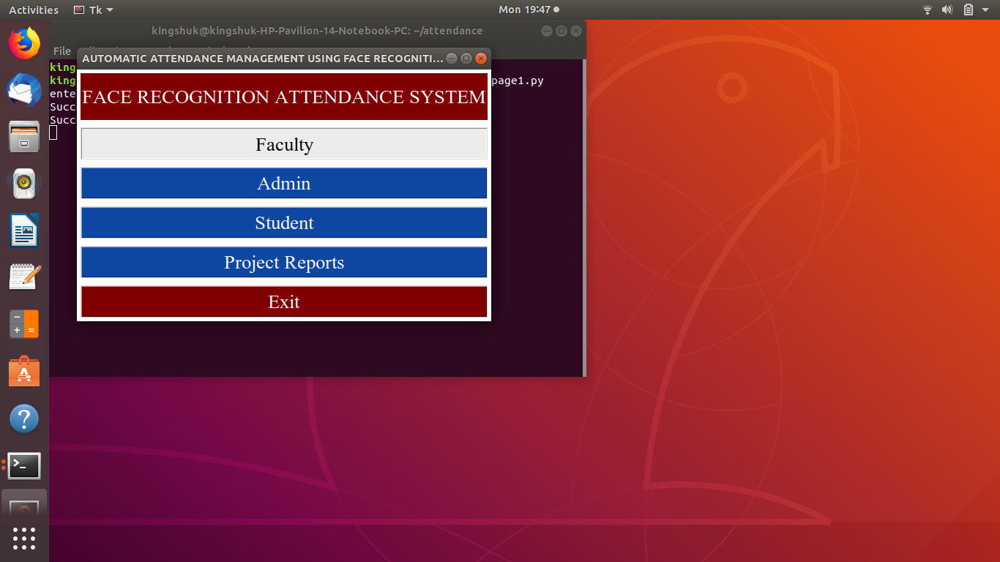 Activities
Tk
Mon 19:47
kingshuk@kingshuk-HP-Pavilion-14-Notebook-PC: ~/attendance
File
AUTOMATIC ATTENDANCE MANAGEMENT USING FACE RECOGNITI...
king
king page1.py
ente
Succ
Succ
FACE RECOGNITION ATTENDANCE SYSTEM
Faculty
Admin
Student
Project Reports
Exit